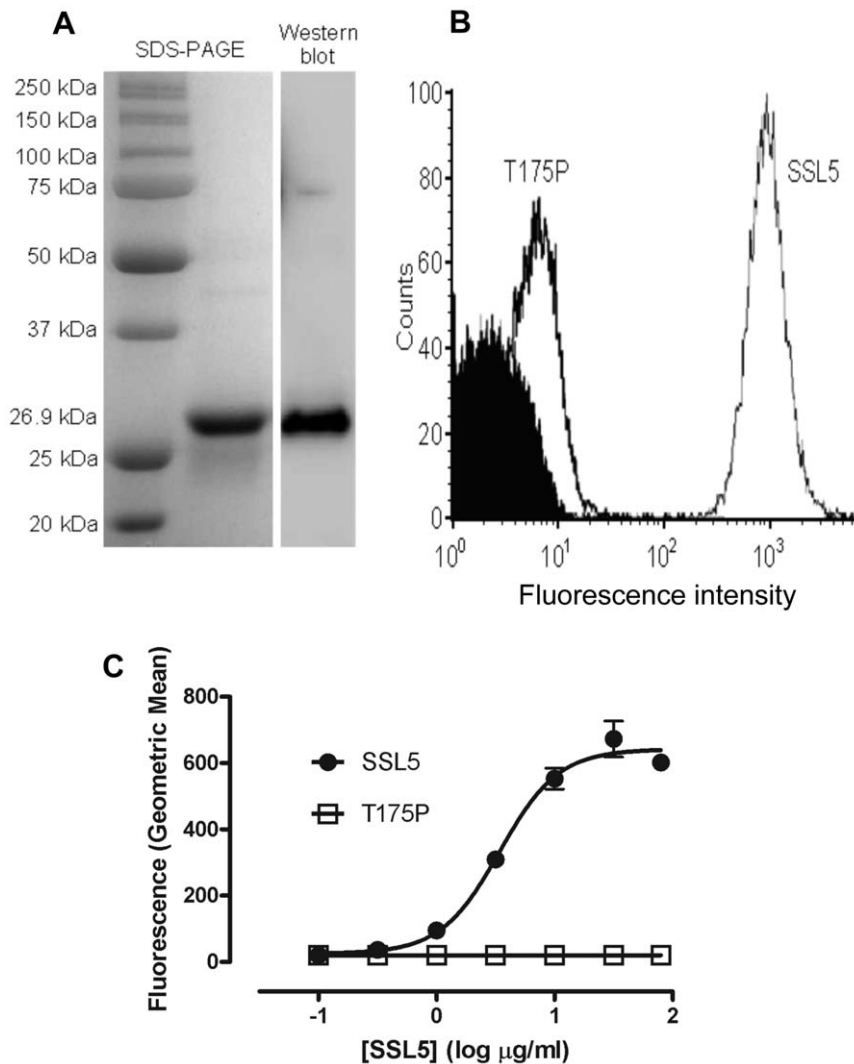 A
SDS-PAGE
Western
blot
250 kDa
150 kDa
100 kDa
75 kDa
50 kDa
37 kDa
26.9 kDa
25 kDa
20 kDa
B
Counts
100
80
60
40
20
0
T175P
SSL5
10⁰
10¹
10²
10³
Fluorescence intensity
C
Fluorescence (Geometric Mean)
800
600
400
200
0
SSL5
T175P
-1
0
1
2
[SSL5] (log μg/ml)